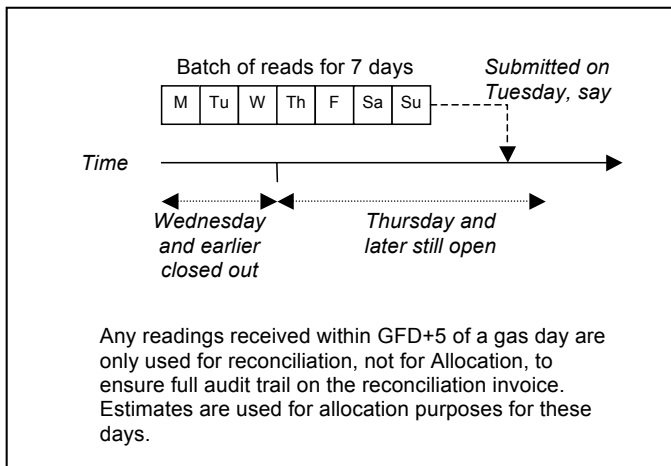 Batch of reads for 7 days
Submitted on
Tuesday, say
M Tu W Th F Sa Su
Time
Wednesday
and earlier
closed out
Thursday and
later still open
Any readings received within GFD+5 of a gas day are
only used for reconciliation, not for Allocation, to
ensure full audit trail on the reconciliation invoice.
Estimates are used for allocation purposes for these
days.